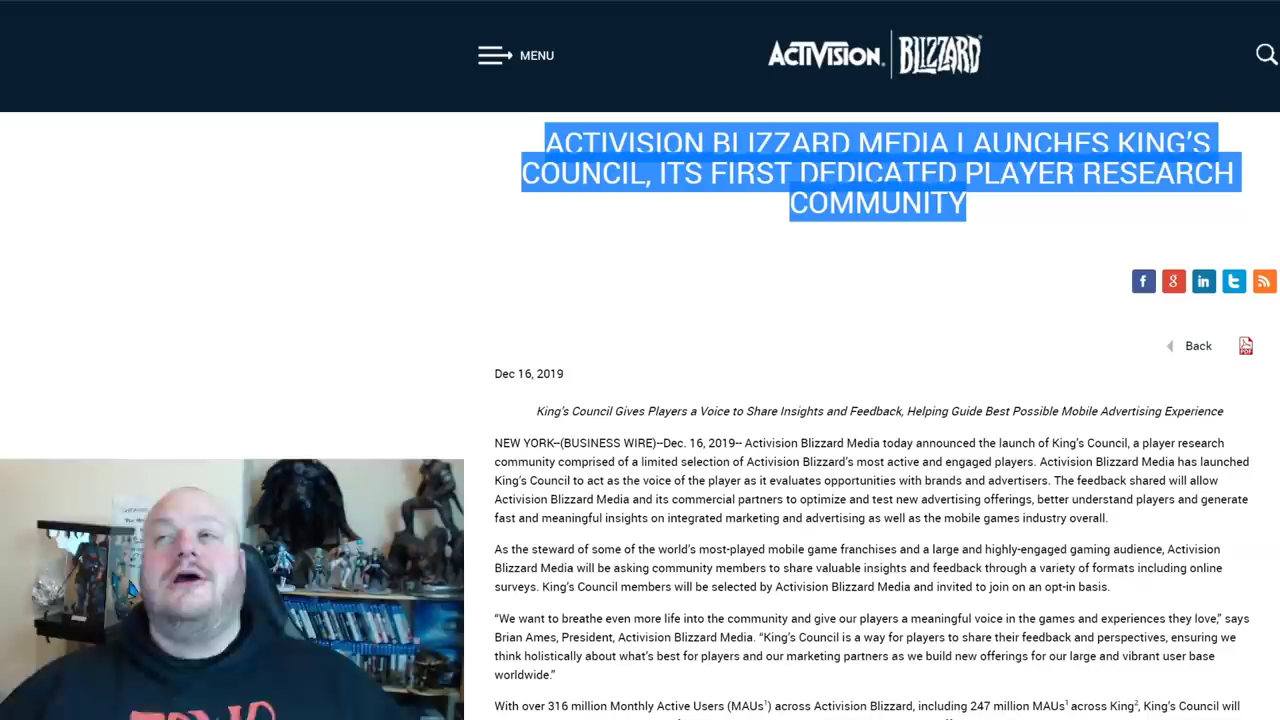 MENU
ACTIVISION BLIZZARD
ACTIVISION BLIZZARD MEDIA LAUNCHES KING'S
COUNCIL, ITS FIRST DEDICATED PLAYER RESEARCH
COMMUNITY
Back
Dec 16, 2019
King's Council Gives Players a Voice to Share Insights and Feedback, Helping Guide Best Possible Mobile Advertising Experience
NEW YORK--(BUSINESS WIRE)--Dec. 16, 2019-- Activision Blizzard Media today announced the launch of King's Council, a player research
community comprised of a limited selection of Activision Blizzard's most active and engaged players. Activision Blizzard Media has launched
King's Council to act as the voice of the player as it evaluates opportunities with brands and advertisers. The feedback shared will allow
Activision Blizzard Media and its commercial partners to optimize and test new advertising offerings, better understand players and generate
fast and meaningful insights on integrated marketing and advertising as well as the mobile games industry overall.
As the steward of some of the world's most-played mobile game franchises and a large and highly-engaged gaming audience, Activision
Blizzard Media will be asking community members to share valuable insights and feedback through a variety of formats including online
surveys. King's Council members will be selected by Activision Blizzard Media and invited to join on an opt-in basis.
"We want to breathe even more life into the community and give our players a meaningful voice in the games and experiences they love," says
Brian Ames, President, Activision Blizzard Media. "King's Council is a way for players to share their feedback and perspectives, ensuring we
think holistically about what's best for players and our marketing partners as we build new offerings for our large and vibrant user base
worldwide."
With over 316 million Monthly Active Users (MAUs¹) across Activision Blizzard, including 247 million MAUs¹ across King², King's Council will